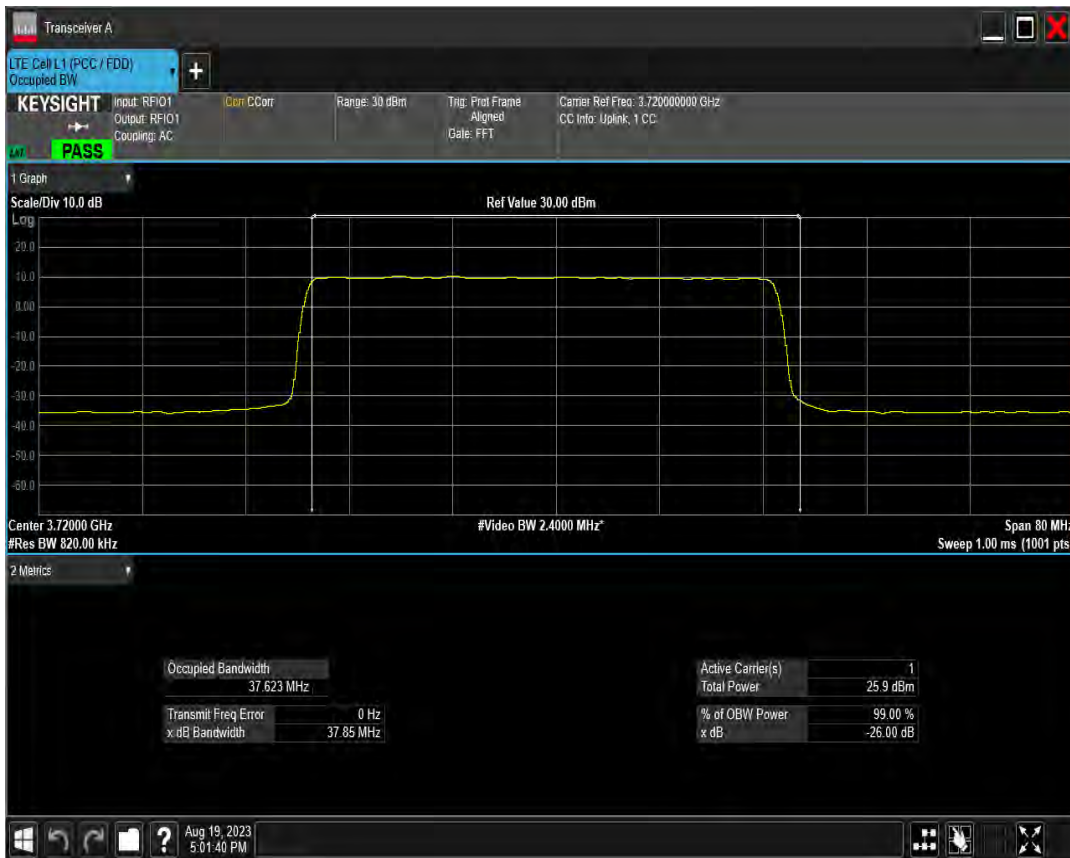 Transceiver A
LTE Cell L1 (PCC / FDD)
Occupied BW
+
KEYSIGHT
Input: RFIO1
Output: RFIO1
Coupling: AC
Corr CCorr
Range: 30 dBm
Trig: Prot Frame
Aligned
Gate: FFT
Carrier Ref Freq: 3.720000000 GHz
CC Info: Uplink, 1 CC
PASS
1 Graph
Scale/Div 10.0 dB
Ref Value 30.00 dBm
Log
20.0
10.0
0.00
-10.0
-20.0
-30.0
-40.0
-50.0
-60.0
Center 3.72000 GHz
#Video BW 2.4000 MHz*
Span 80 MHz
#Res BW 820.00 kHz
Sweep 1.00 ms (1001 pts
2 Metrics
Occupied Bandwidth
37.623 MHz
Active Carrier(s) 1
Total Power 25.9 dBm
Transmit Freq Error 0 Hz
x dB Bandwidth 37.85 MHz
% of OBW Power 99.00 %
x dB -26.00 dB
?
Aug 19, 2023
5:01:40 PM